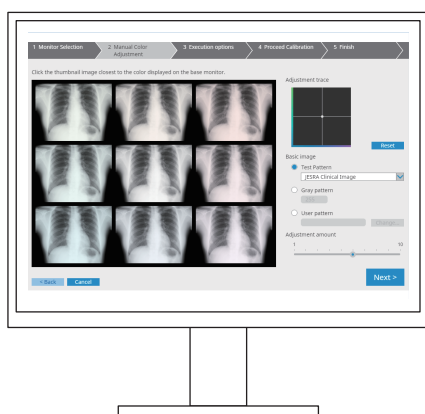 1 Monitor Selection
2 Manual Color
Adjustment
3 Execution options
4 Proceed Calibration
5 Finish
Click the thumbnail image closest to the color displayed on the base monitor.
Adjustment trace
Reset
Basic image
Test Pattern
JESRA Clinical Image
Gray pattern
User pattern
Change...
Adjustment amount
1
10
< Back
Cancel
Next >